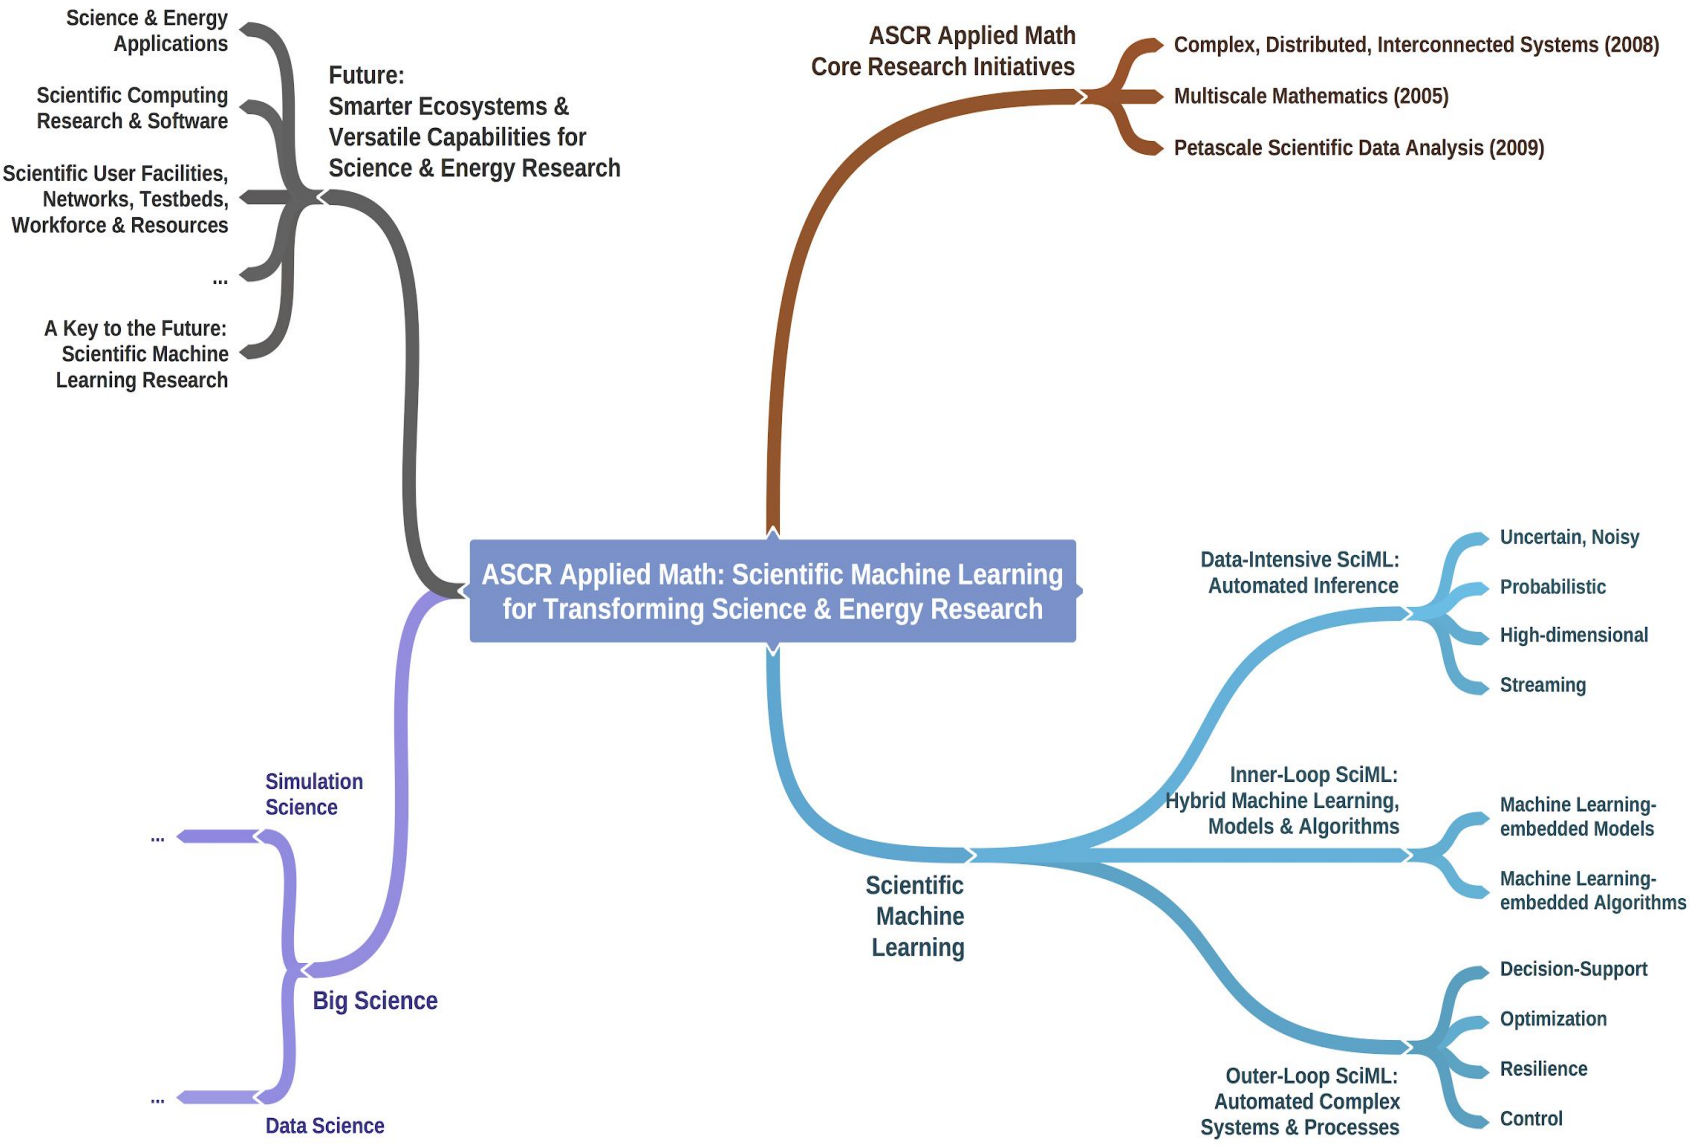 Science & Energy
Applications
Scientific Computing
Research & Software
Scientific User Facilities,
Networks, Testbeds,
Workforce & Resources
...
A Key to the Future:
Scientific Machine
Learning Research
Future:
Smarter Ecosystems &
Versatile Capabilities for
Science & Energy Research
ASCR Applied Math
Core Research Initiatives
Complex, Distributed, Interconnected Systems (2008)
Multiscale Mathematics (2005)
Petascale Scientific Data Analysis (2009)
ASCR Applied Math: Scientific Machine Learning
for Transforming Science & Energy Research
Simulation
Science
...
Big Science
...
Data Science
Scientific
Machine
Learning
Data-Intensive SciML:
Automated Inference
Uncertain, Noisy
Probabilistic
High-dimensional
Streaming
Inner-Loop SciML:
Hybrid Machine Learning,
Models & Algorithms
Machine Learning-
embedded Models
Machine Learning-
embedded Algorithms
Outer-Loop SciML:
Automated Complex
Systems & Processes
Decision-Support
Optimization
Resilience
Control